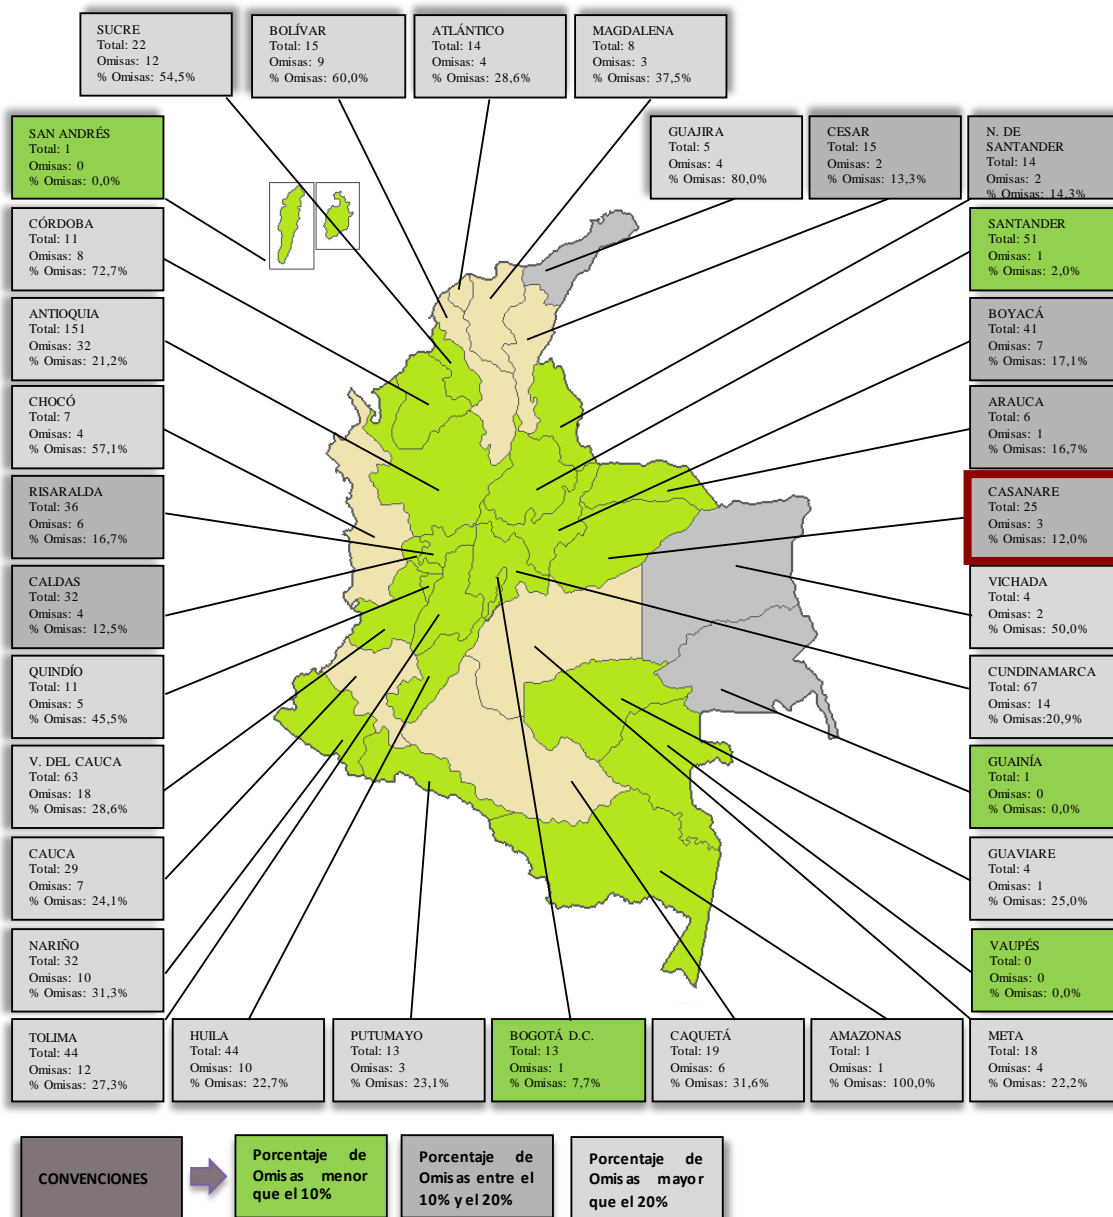 SUCRE
Total: 22
Omisas: 12
% Omisas: 54,5%
BOLÍVAR
Total: 15
Omisas: 9
% Omisas: 60,0%
ATLÁNTICO
Total: 14
Omisas: 4
% Omisas: 28,6%
MAGDALENA
Total: 8
Omisas: 3
% Omisas: 37,5%
SAN ANDRÉS
Total: 1
Omisas: 0
% Omisas: 0,0%
GUAJIRA
Total: 5
Omisas: 4
% Omisas: 80,0%
CESAR
Total: 15
Omisas: 2
% Omisas: 13,3%
N. DE
SANTANDER
Total: 14
Omisas: 2
% Omisas: 14,3%
CÓRDOBA
Total: 11
Omisas: 8
% Omisas: 72,7%
SANTANDER
Total: 51
Omisas: 1
% Omisas: 2,0%
ANTIOQUIA
Total: 151
Omisas: 32
% Omisas: 21,2%
BOYACÁ
Total: 41
Omisas: 7
% Omisas: 17,1%
CHOCÓ
Total: 7
Omisas: 4
% Omisas: 57,1%
ARAUCA
Total: 6
Omisas: 1
% Omisas: 16,7%
RISARALDA
Total: 36
Omisas: 6
% Omisas: 16,7%
CASANARE
Total: 25
Omisas: 3
% Omisas: 12,0%
CALDAS
Total: 32
Omisas: 4
% Omisas: 12,5%
VICHADA
Total: 4
Omisas: 2
% Omisas: 50,0%
QUINDÍO
Total: 11
Omisas: 5
% Omisas: 45,5%
CUNDINAMARCA
Total: 67
Omisas: 14
% Omisas:20,9%
V. DEL CAUCA
Total: 63
Omisas: 18
% Omisas: 28,6%
GUAINÍA
Total: 1
Omisas: 0
% Omisas: 0,0%
CAUCA
Total: 29
Omisas: 7
% Omisas: 24,1%
GUAVIARE
Total: 4
Omisas: 1
% Omisas: 25,0%
NARIÑO
Total: 32
Omisas: 10
% Omisas: 31,3%
VAUPÉS
Total: 0
Omisas: 0
% Omisas: 0,0%
TOLIMA
Total: 44
Omisas: 12
% Omisas: 27,3%
HUILA
Total: 44
Omisas: 10
% Omisas: 22,7%
PUTUMAYO
Total: 13
Omisas: 3
% Omisas: 23,1%
BOGOTÁ D.C.
Total: 13
Omisas: 1
% Omisas: 7,7%
CAQUETÁ
Total: 19
Omisas: 6
% Omisas: 31,6%
AMAZONAS
Total: 1
Omisas: 1
% Omisas: 100,0%
META
Total: 18
Omisas: 4
% Omisas: 22,2%
CONVENCIONES
Porcentaje de
Omisas menor
que el 10%
Porcentaje de
Omisas entre el
10% y el 20%
Porcentaje de
Omisas mayor
que el 20%